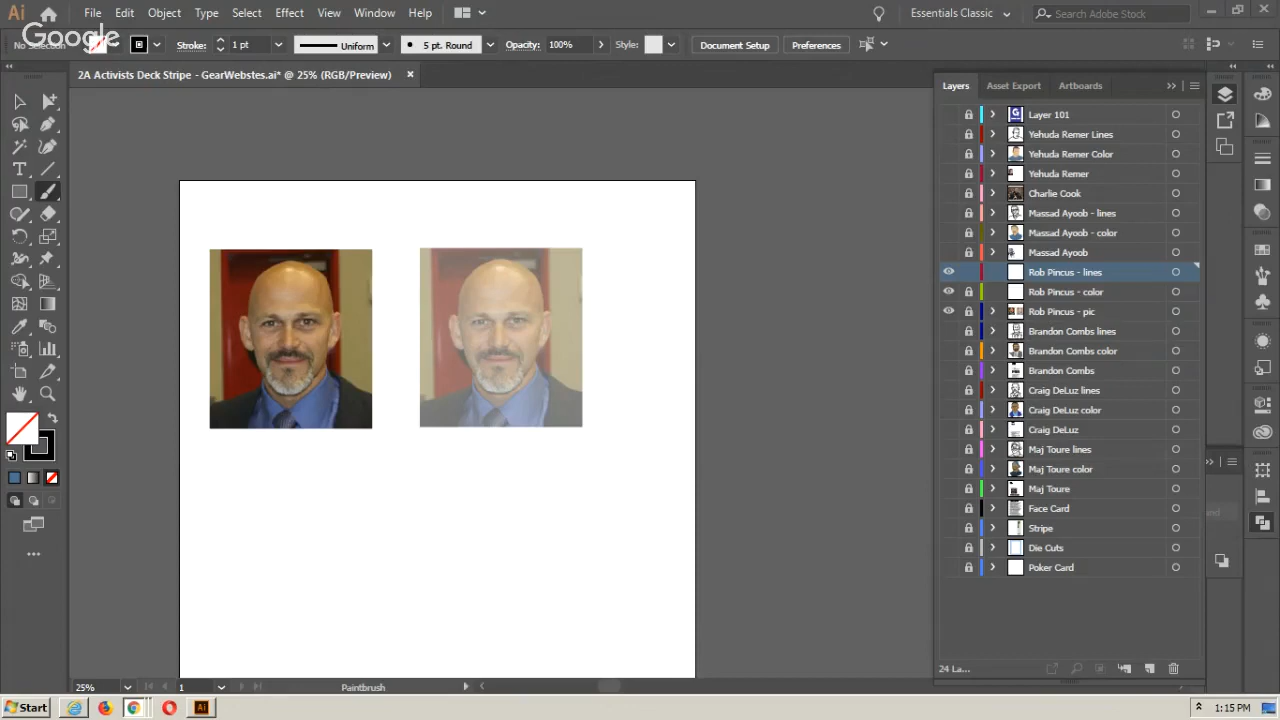 Ai File Edit Object Type Select Effect View Window Help Essentials Classic Search Adobe Stock
Google
No Selection Stroke: 1 pt Uniform 5 pt. Round Opacity: 100% Style: Document Setup Preferences
2A Activists Deck Stripe - GearWebstes.ai* @ 25% (RGB/Preview)
Layers Asset Export Artboards
Layer 101
Yehuda Remer Lines
Yehuda Remer Color
Yehuda Remer
Charlie Cook
Massad Ayoob - lines
Massad Ayoob - color
Massad Ayoob
Rob Pincus - lines
Rob Pincus - color
Rob Pincus - pic
Brandon Combs lines
Brandon Combs color
Brandon Combs
Craig DeLuz lines
Craig DeLuz color
Craig DeLuz
Maj Toure lines
Maj Toure color
Maj Toure
Face Card
Stripe
Die Cuts
Poker Card
24 La...
25% 1 Paintbrush
Start 1:15 PM